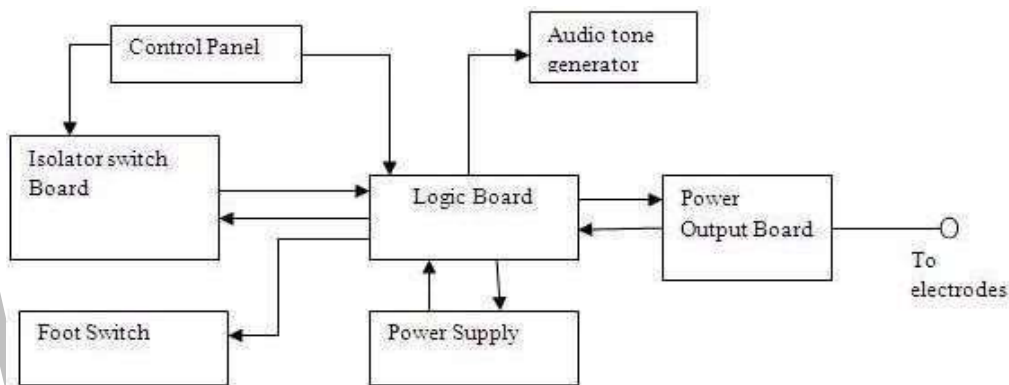 Control Panel
Audio tone
generator
Isolator switch
Board
Logic Board
Power
Output Board
To
electrodes
Foot Switch
Power Supply